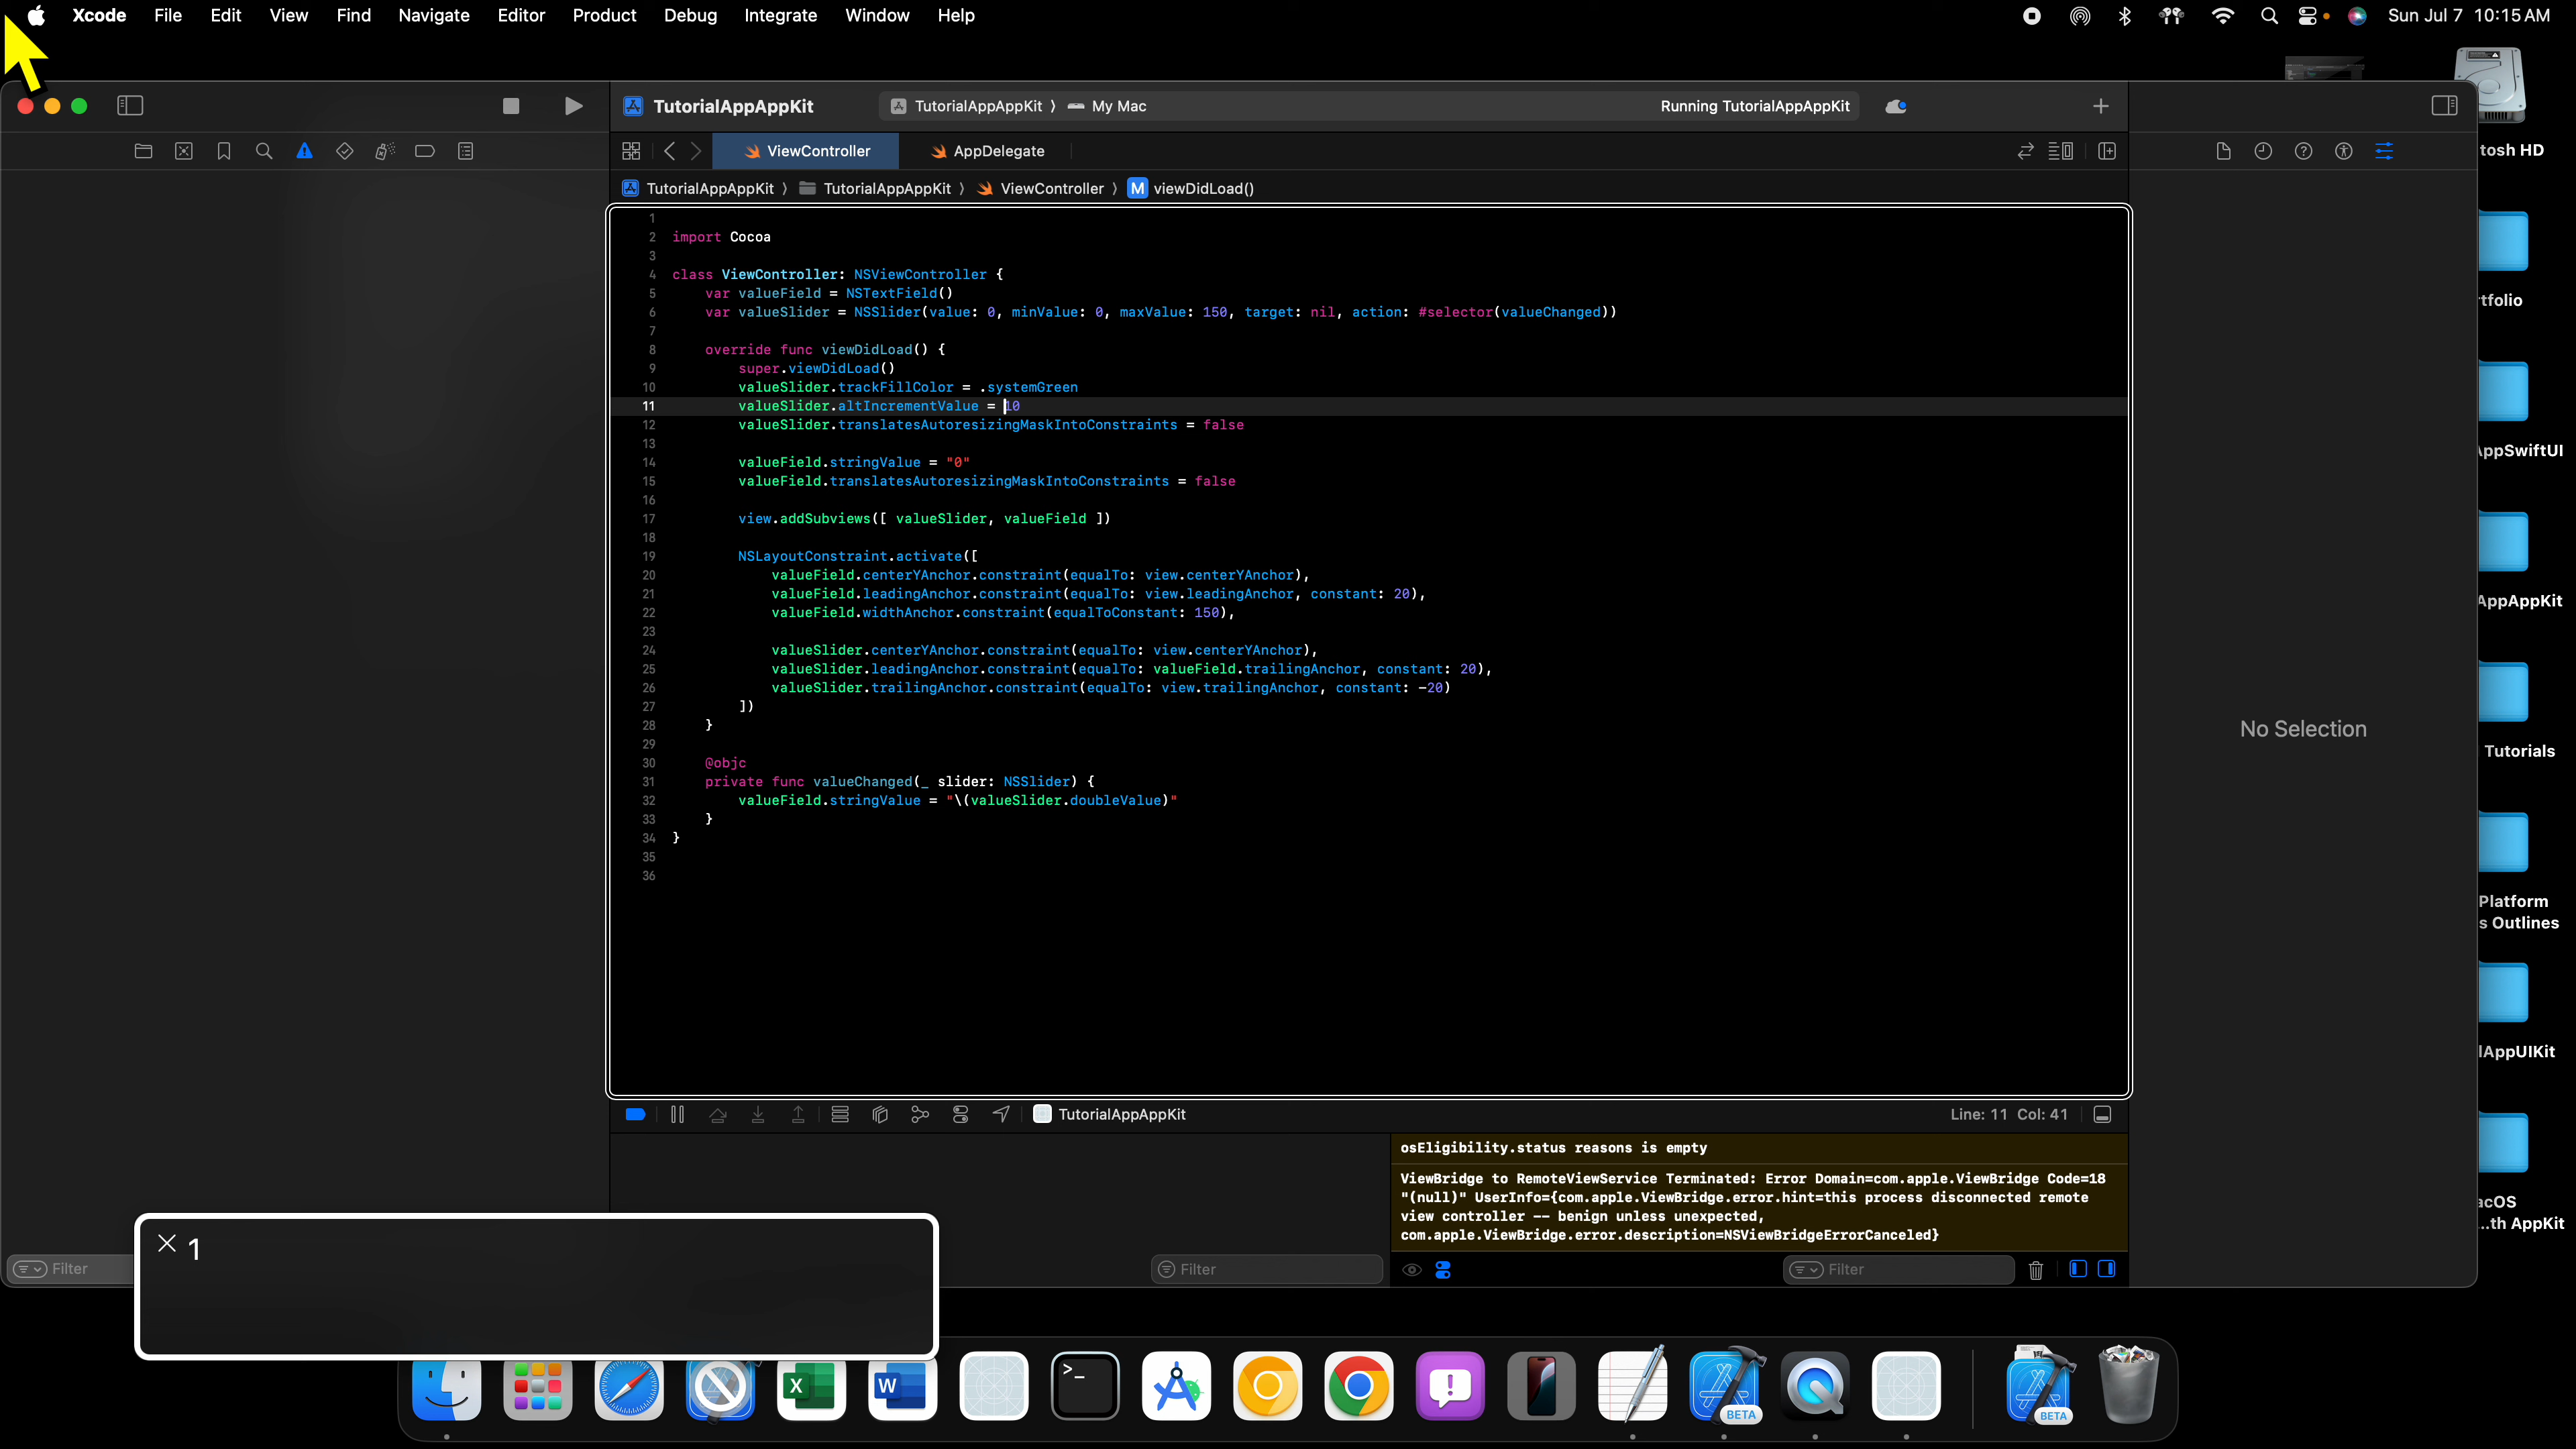 Xcode File Edit View Find Navigate Editor Product Debug Integrate Window Help Sun Jul 7 10:15 AM
TutorialAppAppKit
TutorialAppAppKit My Mac Running TutorialAppAppKit
ViewController AppDelegate
TutorialAppAppKit TutorialAppAppKit ViewController M viewDidLoad()
1
2 import Cocoa
3
4 class ViewController: NSViewController {
5 var valueField = NSTextField()
6 var valueSlider = NSSlider(value: 0, minValue: 0, maxValue: 150, target: nil, action: #selector(valueChanged))
7
8 override func viewDidLoad() {
9 super.viewDidLoad()
10 valueSlider.trackFillColor = .systemGreen
11 valueSlider.altIncrementValue = 10
12 valueSlider.translatesAutoresizingMaskIntoConstraints = false
13
14 valueField.stringValue = "0"
15 valueField.translatesAutoresizingMaskIntoConstraints = false
16
17 view.addSubviews([ valueSlider, valueField ])
18
19 NSLayoutConstraint.activate([
20 valueField.centerYAnchor.constraint(equalTo: view.centerYAnchor),
21 valueField.leadingAnchor.constraint(equalTo: view.leadingAnchor, constant: 20),
22 valueField.widthAnchor.constraint(equalToConstant: 150),
23
24 valueSlider.centerYAnchor.constraint(equalTo: view.centerYAnchor),
25 valueSlider.leadingAnchor.constraint(equalTo: valueField.trailingAnchor, constant: 20),
26 valueSlider.trailingAnchor.constraint(equalTo: view.trailingAnchor, constant: -20)
27 ])
28 }
29
30 @objc
31 private func valueChanged(_ slider: NSSlider) {
32 valueField.stringValue = "\(valueSlider.doubleValue)"
33 }
34 }
35
36
No Selection
tosh HD
rtfolio
AppSwiftUI
AppAppKit
Tutorials
Platform
s Outlines
lAppUIKit
acOS
...th AppKit
TutorialAppAppKit Line: 11 Col: 41
osEligibility.status reasons is empty
ViewBridge to RemoteViewService Terminated: Error Domain=com.apple.ViewBridge Code=18
"(null)" UserInfo={com.apple.ViewBridge.error.hint=this process disconnected remote
view controller -- benign unless unexpected,
com.apple.ViewBridge.error.description=NSViewBridgeErrorCanceled}
Filter
Filter
Filter
1
X
W
>_
BETA
BETA